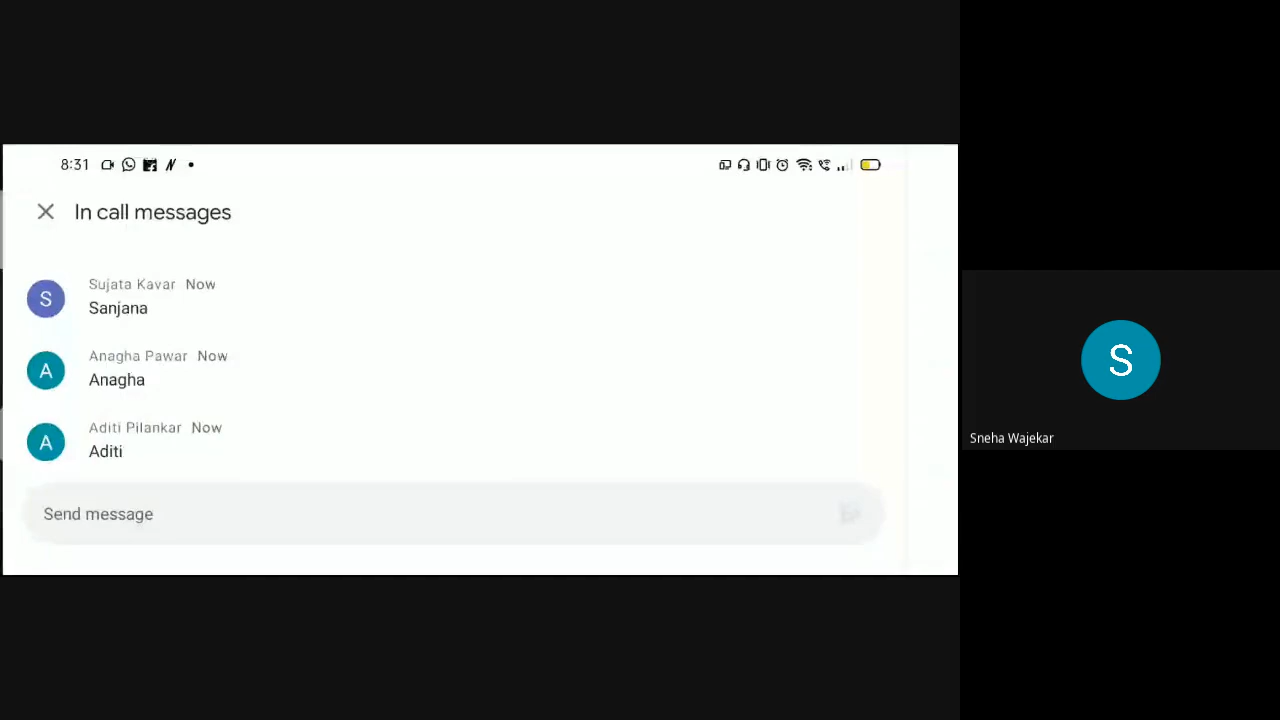 8:31
In call messages
S
Sujata Kavar Now
Sanjana
A
Anagha Pawar Now
Anagha
A
Aditi Pilankar Now
Aditi
Send message
S
Sneha Wajekar